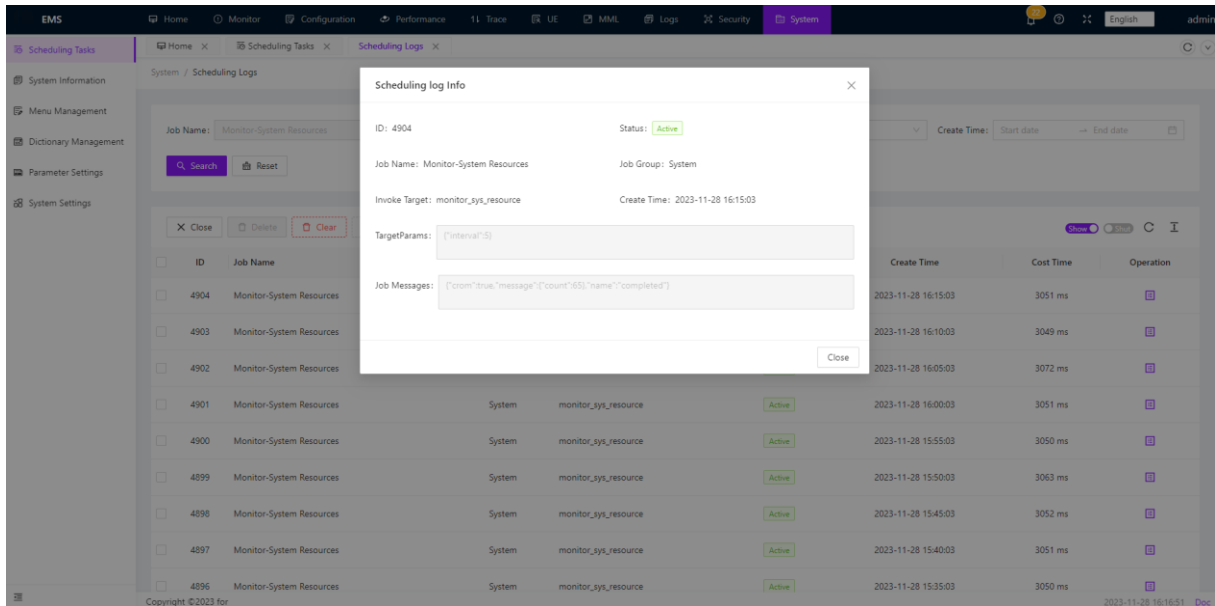 EMS Home Monitor Configuration Performance Trace UE MML Logs Security System 22 English admin
Scheduling Tasks Home Scheduling Tasks Scheduling Logs
System Information System / Scheduling Logs
Scheduling log Info
Menu Management
ID: 4904 Status: Active
Job Name: Monitor-System Resources Create Time: Start date → End date
Dictionary Management
Job Name: Monitor-System Resources Job Group: System
Parameter Settings Search Reset
System Settings
Invoke Target: monitor_sys_resource Create Time: 2023-11-28 16:15:03
Close Delete Clear Show
TargetParams: {"interval":5}
ID Job Name Create Time Cost Time Operation
Job Messages: {"crom":true,"message":{"count":65},"name":"completed"}
4904 Monitor-System Resources 2023-11-28 16:15:03 3051 ms
4903 Monitor-System Resources 2023-11-28 16:10:03 3049 ms
Close
4902 Monitor-System Resources 2023-11-28 16:05:03 3072 ms
4901 Monitor-System Resources System monitor_sys_resource Active 2023-11-28 16:00:03 3051 ms
4900 Monitor-System Resources System monitor_sys_resource Active 2023-11-28 15:55:03 3050 ms
4899 Monitor-System Resources System monitor_sys_resource Active 2023-11-28 15:50:03 3063 ms
4898 Monitor-System Resources System monitor_sys_resource Active 2023-11-28 15:45:03 3052 ms
4897 Monitor-System Resources System monitor_sys_resource Active 2023-11-28 15:40:03 3051 ms
4896 Monitor-System Resources System monitor_sys_resource Active 2023-11-28 15:35:03 3050 ms
Copyright ©2023 for 2023-11-28 16:16:51 Doc